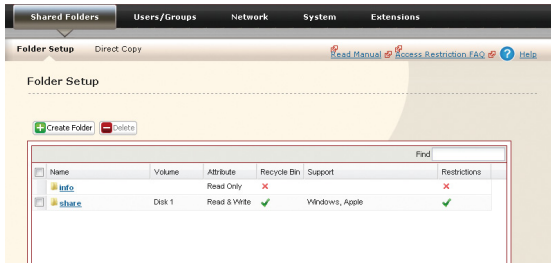 Shared Folders Users/Groups Network System Extensions
Folder Setup Direct Copy Read Manual Access Restriction FAQ ? Help
Folder Setup
Create Folder Delete
Find
Name Volume Attribute Recycle Bin Support Restrictions
info Read Only
share Disk 1 Read & Write Windows, Apple